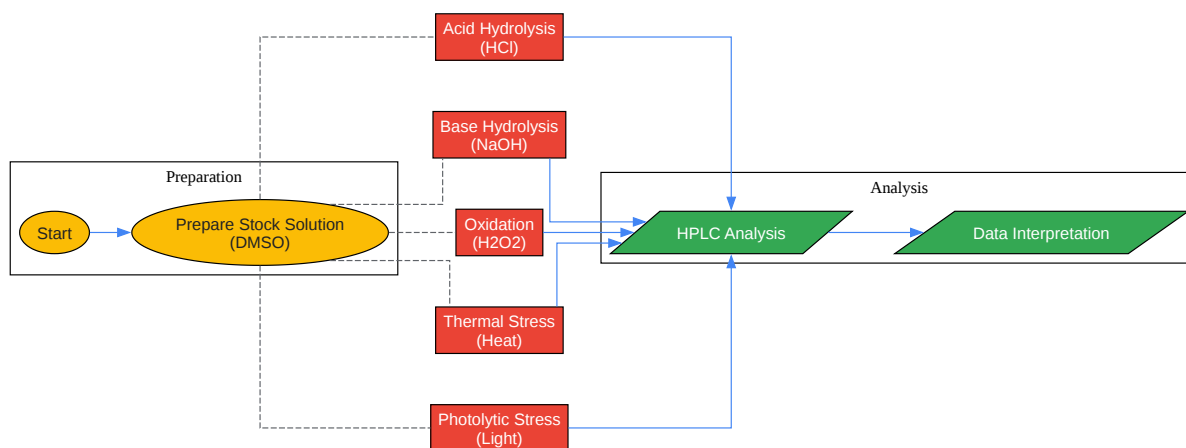 Acid Hydrolysis
(HCl)
Base Hydrolysis
(NaOH)
Preparation
Analysis
Start
Prepare Stock Solution
(DMSO)
Oxidation
(H2O2)
HPLC Analysis
Data Interpretation
Thermal Stress
(Heat)
Photolytic Stress
(Light)